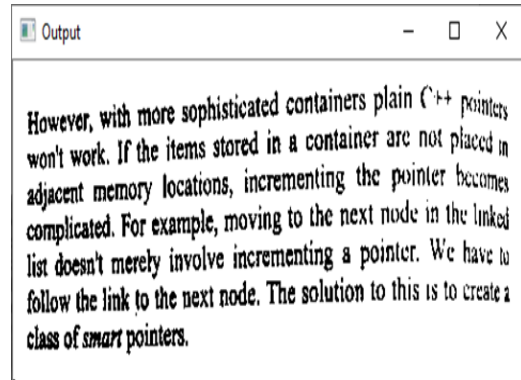 Output
However, with more sophisticated containers plain C++ pointers
won't work. If the items stored in a container are not placed in
adjacent memory locations, incrementing the pointer becomes
complicated. For example, moving to the next node in the linked
list doesn't merely involve incrementing a pointer. We have to
follow the link to the next node. The solution to this is to create a
class of smart pointers.